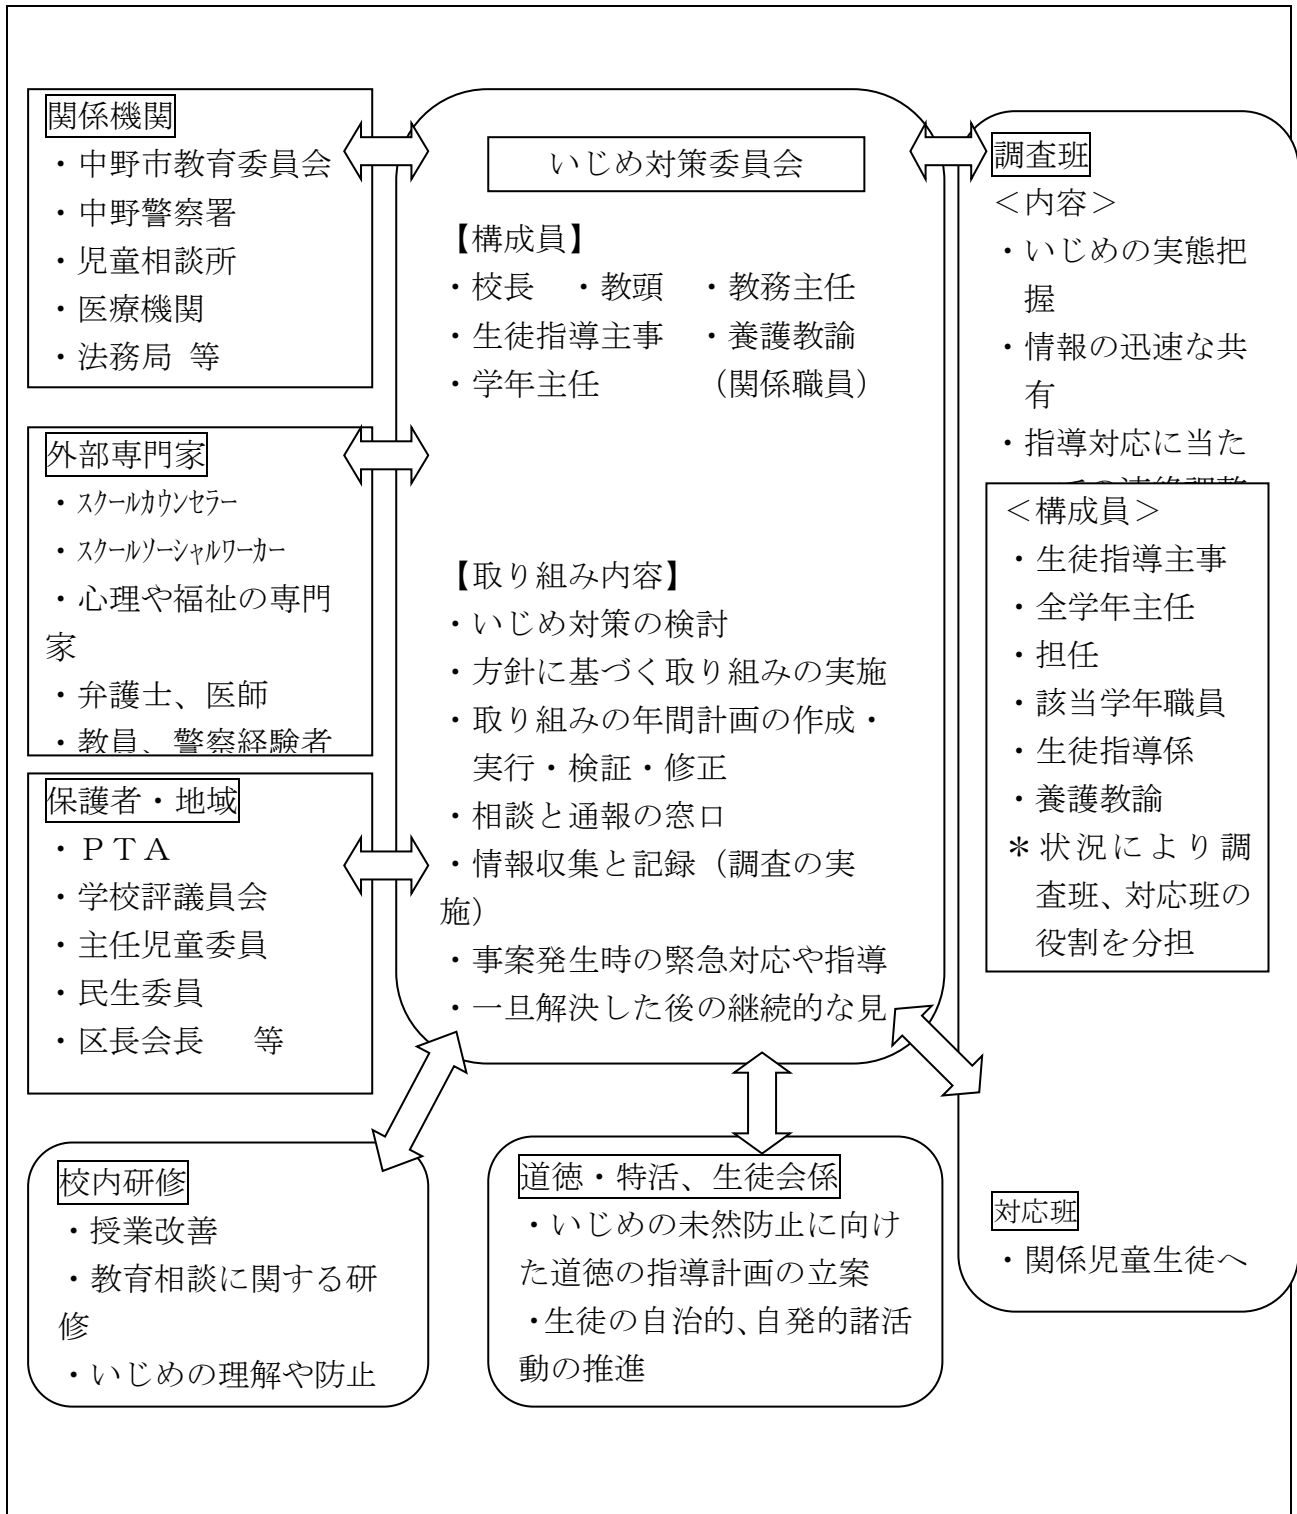 関係機関
・中野市教育委員会
・中野警察署
・児童相談所
・医療機関
・法務局 等
外部専門家
・スクールカウンセラー
・スクールソーシャルワーカー
・心理や福祉の専門
家
・弁護士、医師
・教員、警察経験者
保護者・地域
・ＰＴＡ
・学校評議員会
・主任児童委員
・民生委員
・区長会長　等
いじめ対策委員会
【構成員】
・校長　・教頭　・教務主任
・生徒指導主事　・養護教諭
・学年主任　　　（関係職員）
【取り組み内容】
・いじめ対策の検討
・方針に基づく取り組みの実施
・取り組みの年間計画の作成・
実行・検証・修正
・相談と通報の窓口
・情報収集と記録（調査の実
施）
・事案発生時の緊急対応や指導
・一旦解決した後の継続的な見
調査班
＜内容＞
・いじめの実態把
握
・情報の迅速な共
有
・指導対応に当た
＜構成員＞
・生徒指導主事
・全学年主任
・担任
・該当学年職員
・生徒指導係
・養護教諭
＊状況により調
査班、対応班の
役割を分担
対応班
・関係児童生徒へ
校内研修
・授業改善
・教育相談に関する研
修
・いじめの理解や防止
道徳・特活、生徒会係
・いじめの未然防止に向け
た道徳の指導計画の立案
・生徒の自治的、自発的諸活
動の推進